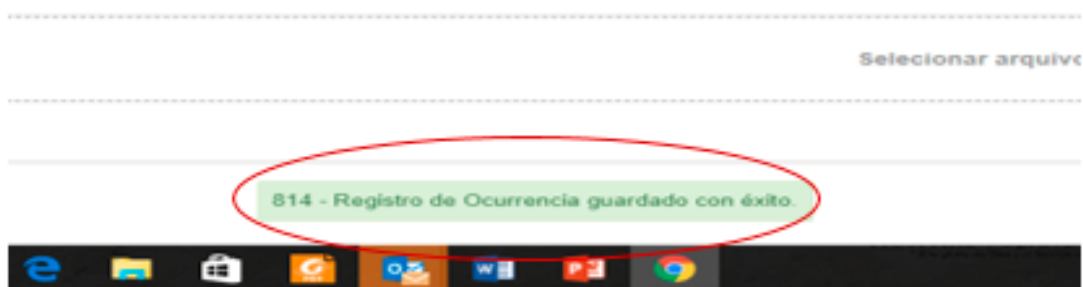 Selecionar arquivo
814 - Registro de Ocurrencia guardado con éxito.